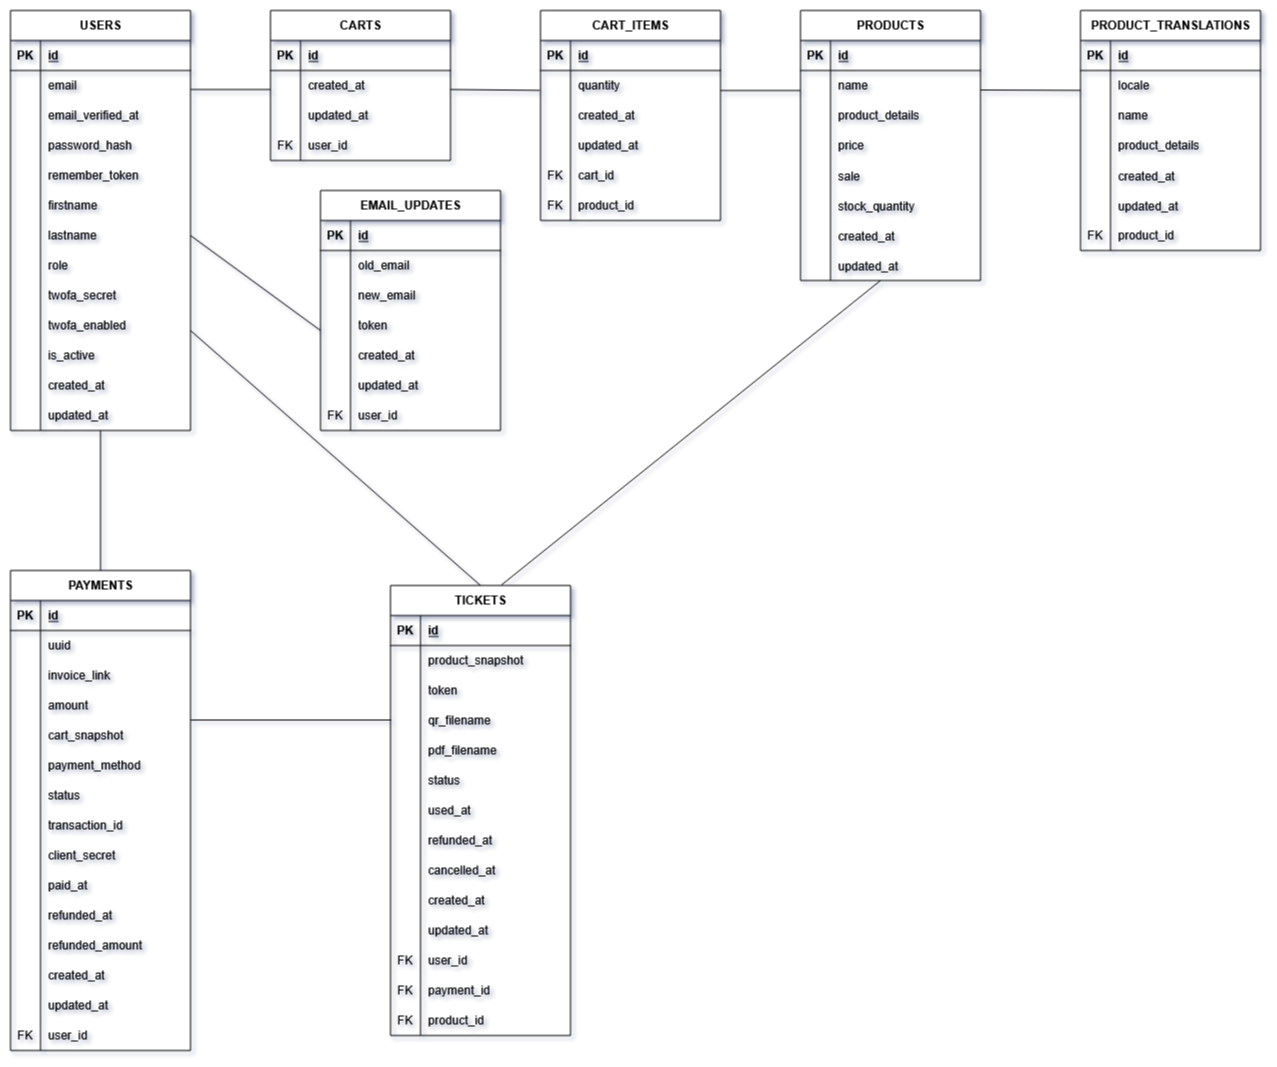 USERS
PK id
email
email_verified_at
password_hash
remember_token
firstname
lastname
role
twofa_secret
twofa_enabled
is_active
created_at
updated_at
CARTS
PK id
created_at
updated_at
FK user_id
EMAIL_UPDATES
PK id
old_email
new_email
token
created_at
updated_at
FK user_id
CART_ITEMS
PK id
quantity
created_at
updated_at
FK cart_id
FK product_id
PRODUCTS
PK id
name
product_details
price
sale
stock_quantity
created_at
updated_at
PRODUCT_TRANSLATIONS
PK id
locale
name
product_details
created_at
updated_at
FK product_id
PAYMENTS
PK id
uuid
invoice_link
amount
cart_snapshot
payment_method
status
transaction_id
client_secret
paid_at
refunded_at
refunded_amount
created_at
updated_at
FK user_id
TICKETS
PK id
product_snapshot
token
qr_filename
pdf_filename
status
used_at
refunded_at
cancelled_at
created_at
updated_at
FK user_id
FK payment_id
FK product_id